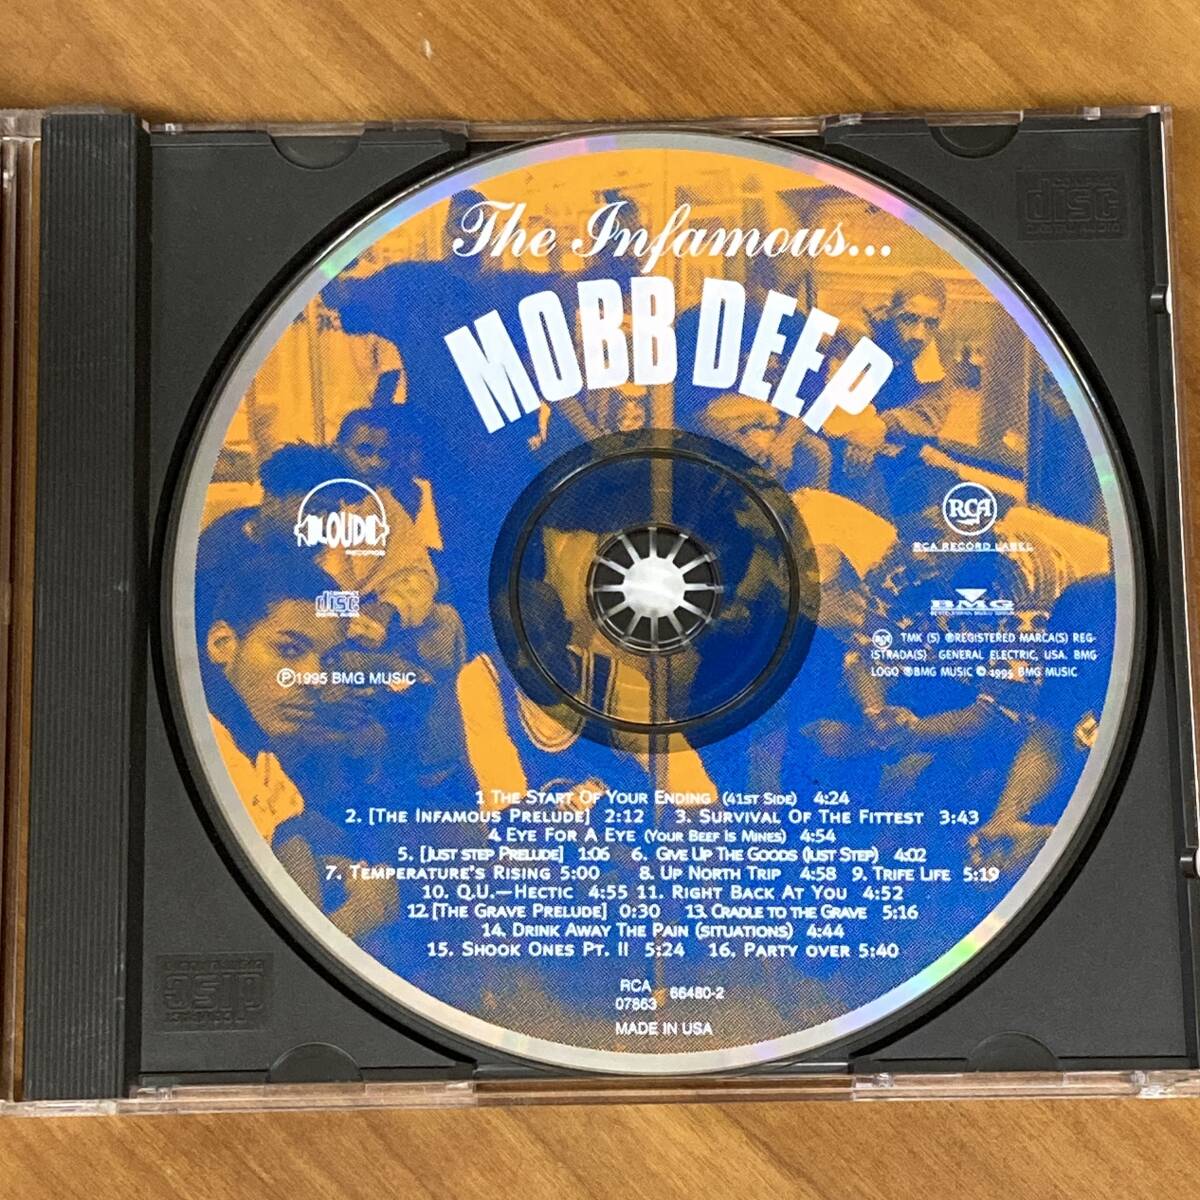 The Infamous...
MOBB DEEP
LOUD
RECORDS
COMPACT
disc
DIGITAL AUDIO
Ⓟ1995 BMG MUSIC
RCA
RCA RECORD LABEL
BMG
RCA TMK (S) ®REGISTERED MARCA(S) REG-
ISTRADA(S) GENERAL ELECTRIC, USA. BMG
LOGO ®BMG MUSIC © 1995 BMG MUSIC
1 THE START OF YOUR ENDING (41ST SIDE) 4:24
2. [THE INFAMOUS PRELUDE] 2:12 3. SURVIVAL OF THE FITTEST 3:43
4. EYE FOR A EYE (YOUR BEEF IS MINES) 4:54
5. [JUST STEP PRELUDE] 1:06 6. GIVE UP THE GOODS (JUST STEP) 4:02
7. TEMPERATURE'S RISING 5:00 8. UP NORTH TRIP 4:58 9. TRIFE LIFE 5:19
10. Q.U.—HECTIC 4:55 11. RIGHT BACK AT YOU 4:52
12 [THE GRAVE PRELUDE] 0:30 13. CRADLE TO THE GRAVE 5:16
14. DRINK AWAY THE PAIN (SITUATIONS) 4:44
15. SHOOK ONES PT. II 5:24 16. PARTY OVER 5:40
RCA
07863 66480-2
MADE IN USA
DISC
COMPACT
DISC